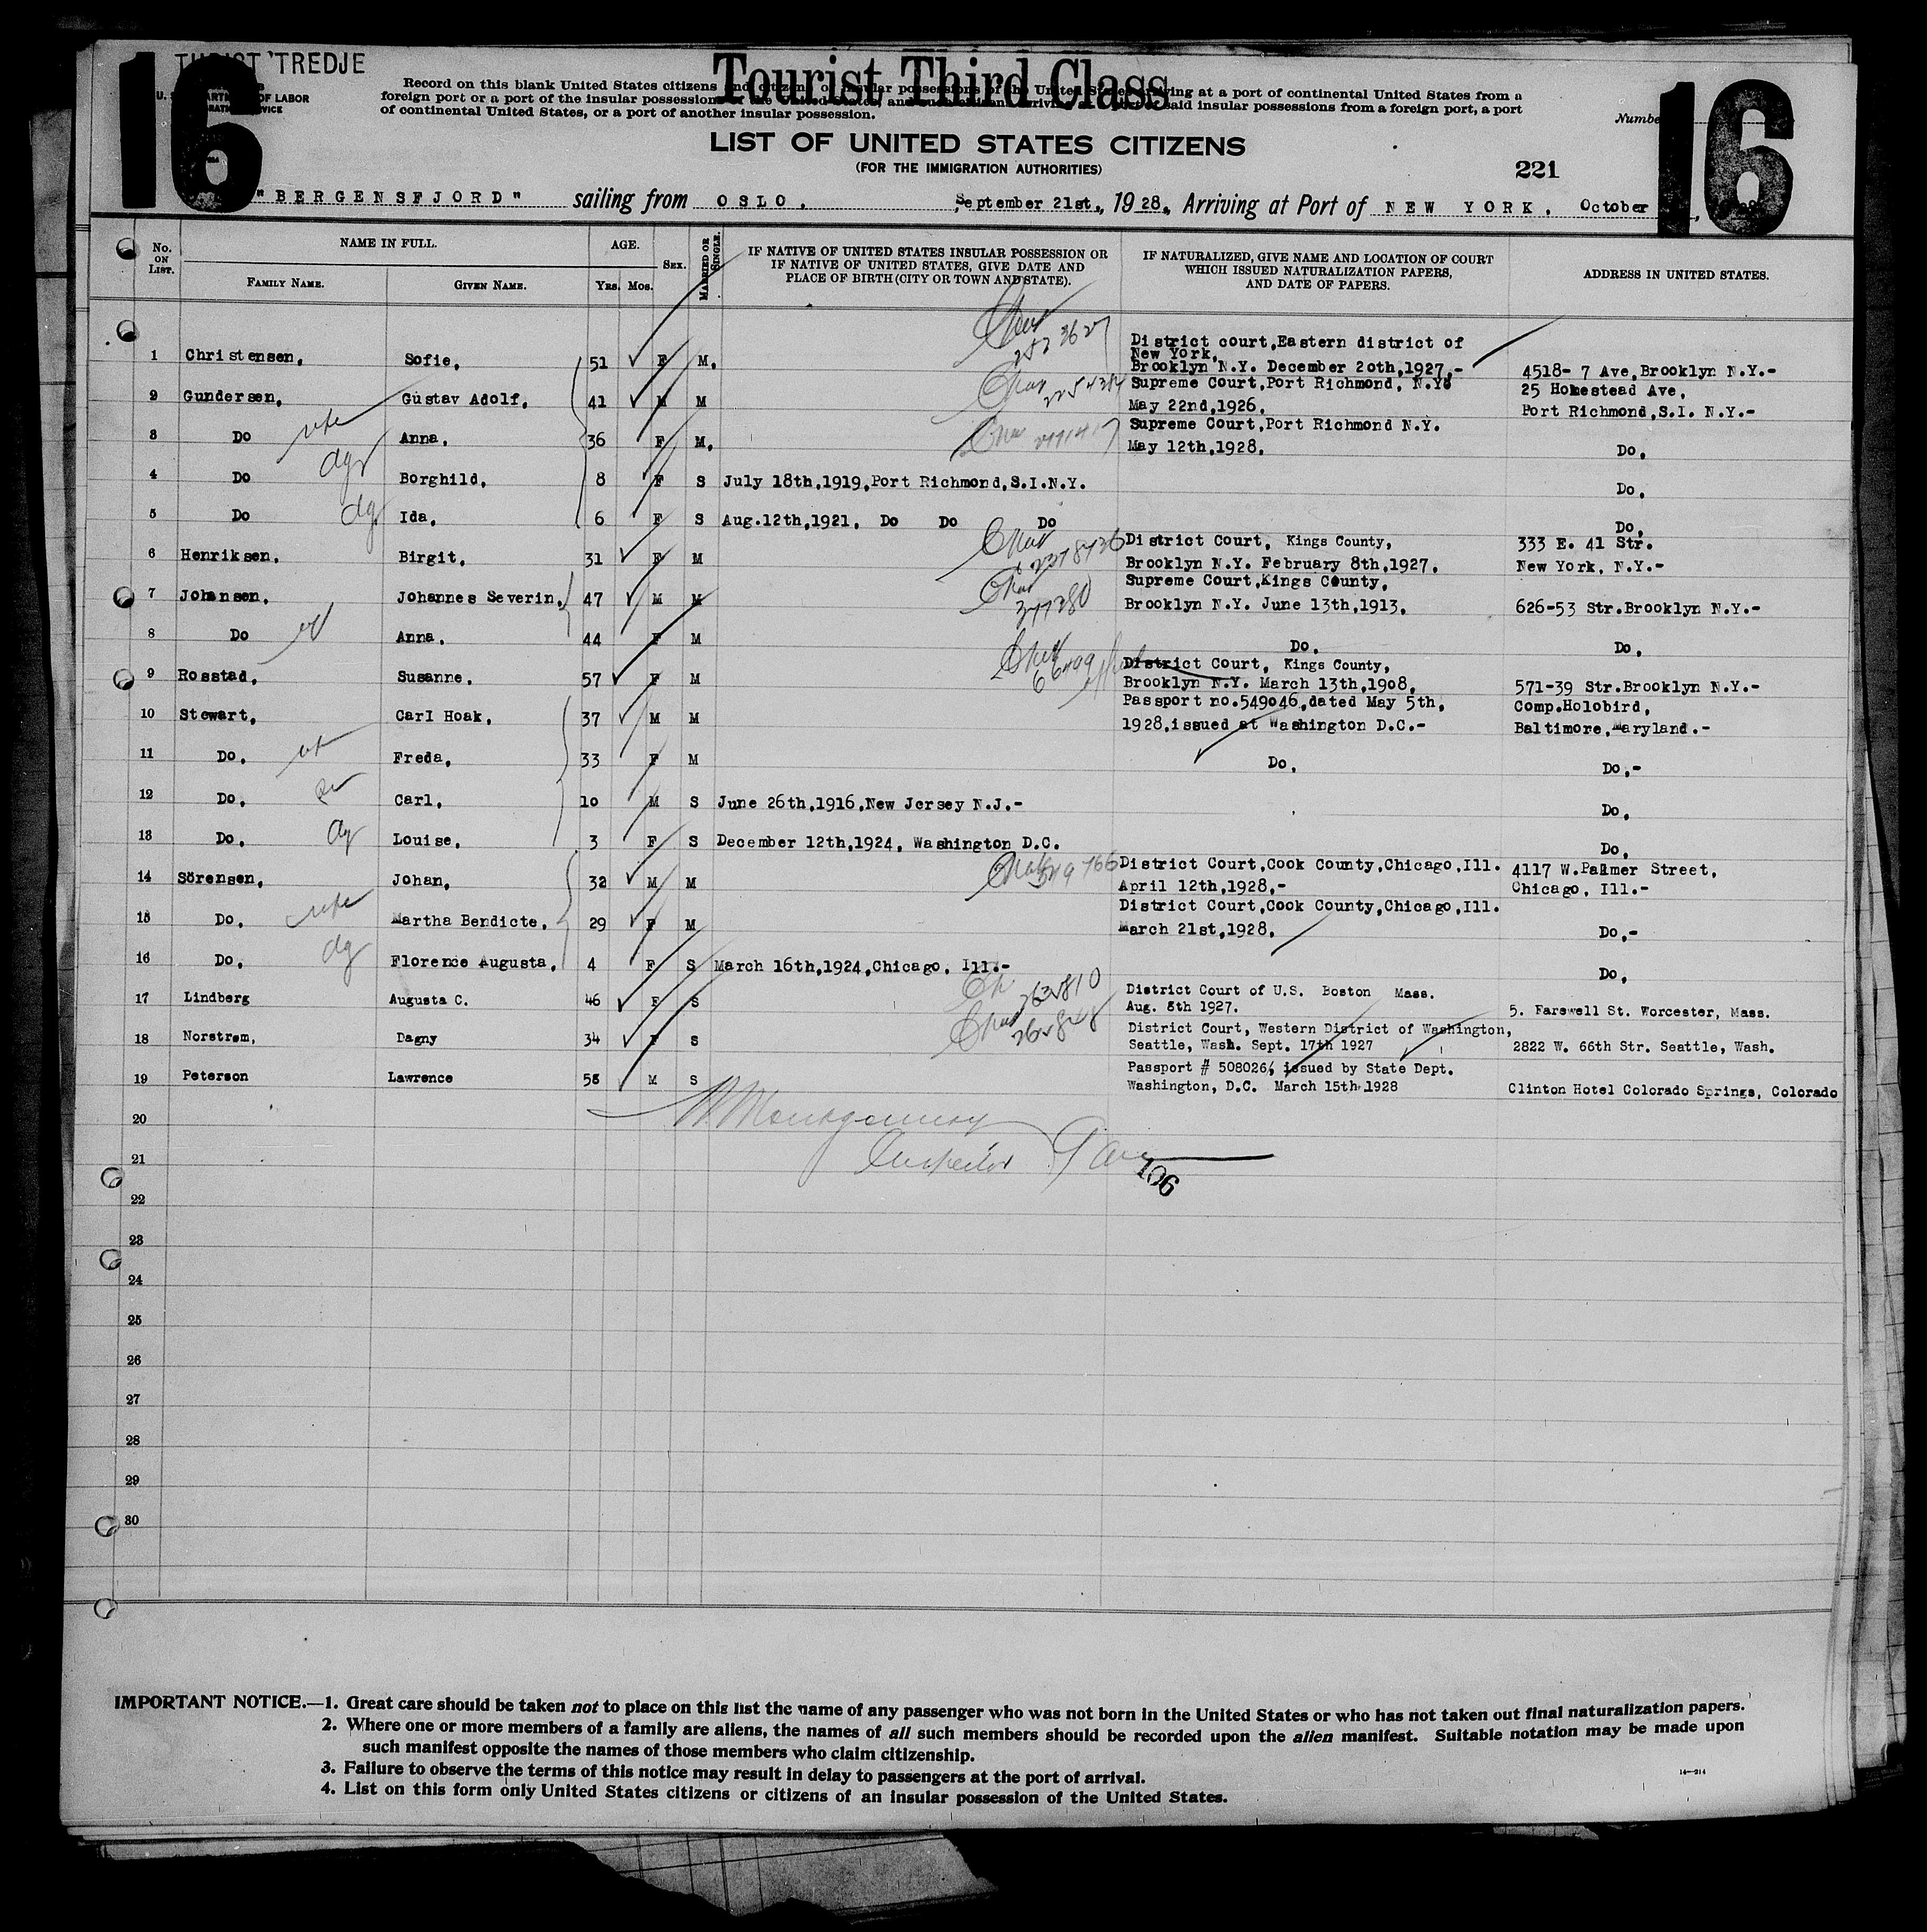 16
TURIST TREDJE
Tourist Third Class
16
U. S. DEPARTMENT OF LABOR
IMMIGRATION SERVICE
Record on this blank United States citizens and citizens of insular possessions of the United States arriving at a port of continental United States from a
foreign port or a port of the insular possessions of the United States, and such citizens arriving at a port of said insular possessions from a foreign port, a port
of continental United States, or a port of another insular possession.
Number
LIST OF UNITED STATES CITIZENS
(FOR THE IMMIGRATION AUTHORITIES)
221
"BERGENSFJORD" sailing from OSLO. September 21st., 1928. Arriving at Port of NEW YORK. October
No. ON LIST. NAME IN FULL. AGE. SEX. MARRIED OR SINGLE. IF NATIVE OF UNITED STATES INSULAR POSSESSION OR IF NATIVE OF UNITED STATES, GIVE DATE AND PLACE OF BIRTH (CITY OR TOWN AND STATE). IF NATURALIZED, GIVE NAME AND LOCATION OF COURT WHICH ISSUED NATURALIZATION PAPERS, AND DATE OF PAPERS. ADDRESS IN UNITED STATES.
FAMILY NAME. GIVEN NAME. Yrs. Mos.
District court,Eastern district of
New York,
1 Christensen, Sofie, 51 F M. Brooklyn N.Y. December 20th,1927,- 4518- 7 Ave,Brooklyn N.Y.-
Supreme Court,Port Richmond, N.Y. 25 Homestead Ave,
2 Gundersen, Gustav Adolf, 41 M M 2254384 May 22nd,1926. Port Richmond,S.I. N.Y.-
wife
Supreme Court,Port Richmond N.Y.
3 Do Anna, 36 F M. May 12th,1928. Do.
dgr
4 Do Borghild, 8 F S July 18th,1919,Port Richmond,S.I.N.Y. Do.
dg
5 Do Ida, 6 F S Aug.12th,1921. Do Do Do Do.
District Court, Kings County, 333 E. 41 Str.
6 Henriksen, Birgit, 31 F M Brooklyn N.Y. February 8th,1927. New York, N.Y.-
Supreme Court,Kings County,
7 Johansen, Johannes Severin, 47 M M 377280 Brooklyn N.Y. June 13th,1913. 626-53 Str.Brooklyn N.Y.-
8 Do Anna, 44 F M Do. Do.
District Court, Kings County,
9 Rosstad, Susanne. 57 F M Brooklyn N.Y. March 13th,1908. 571-39 Str.Brooklyn N.Y.-
Passport no.549046,dated May 5th, Comp.Holobird,
10 Stewart, Carl Hoak, 37 M M 1928,issued at Washington D.C.- Baltimore,Maryland.-
11 Do. Freda, 33 F M Do. Do.-
12 Do. Carl, 10 M S June 26th,1916,New Jersey N.J.- Do.
dg
13 Do. Louise, 3 F S December 12th,1924, Washington D.C. Do.
District Court,Cook County,Chicago,Ill. 4117 W.Palmer Street,
14 Sörensen, Johan, 32 M M April 12th,1928,- Chicago, Ill.-
wife
District Court,Cook County,Chicago,Ill.
15 Do. Martha Bendicte, 29 F M March 21st,1928. Do.-
dg
16 Do. Florence Augusta, 4 F S March 16th,1924,Chicago, Ill.- Do.
District Court of U.S. Boston Mass.
17 Lindberg Augusta C. 46 F S 262810 Aug. 8th 1927. 5. Farewell St. Worcester, Mass.
District Court, Western District of Washington,
18 Norstrøm, Dagny 34 F S 262848 Seattle, Wash. Sept. 17th 1927 2822 W. 66th Str. Seattle, Wash.
Passport # 508026, issued by State Dept.
19 Peterson Lawrence 58 M S Washington, D.C. March 15th 1928 Clinton Hotel Colorado Springs, Colorado
20 Montgomery
21 Inspector
106
22
23
24
25
26
27
28
29
30
IMPORTANT NOTICE.—1. Great care should be taken not to place on this list the name of any passenger who was not born in the United States or who has not taken out final naturalization papers.
2. Where one or more members of a family are aliens, the names of all such members should be recorded upon the alien manifest. Suitable notation may be made upon
such manifest opposite the names of those members who claim citizenship.
3. Failure to observe the terms of this notice may result in delay to passengers at the port of arrival.
14—214
4. List on this form only United States citizens or citizens of an insular possession of the United States.